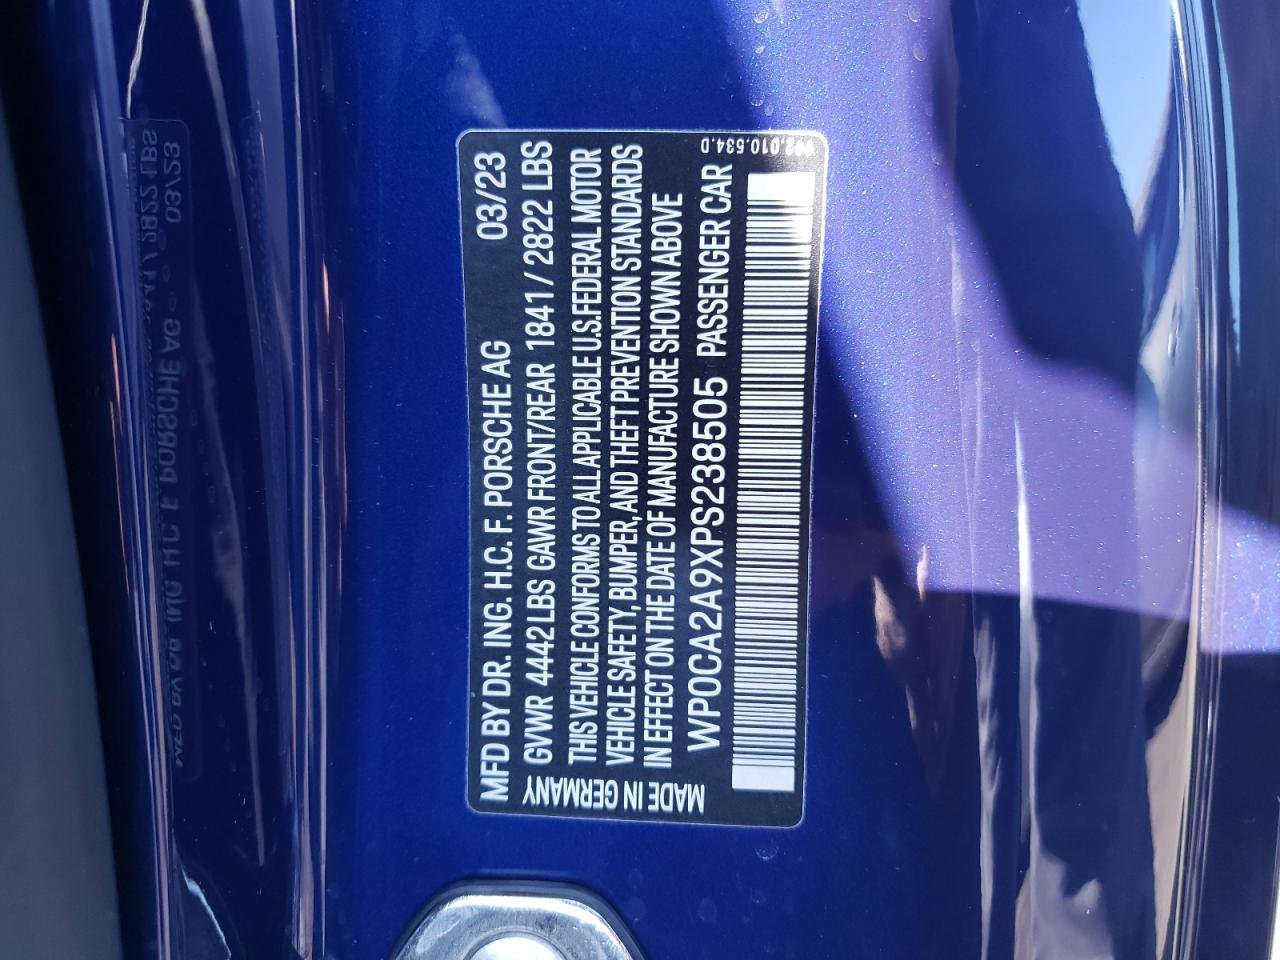 MFD BY DR. ING. H.C. F. PORSCHE AG 03/23
GVWR 4442 LBS GAWR FRONT/REAR 1841 / 2822 LBS
THIS VEHICLE CONFORMS TO ALL APPLICABLE U.S. FEDERAL MOTOR
VEHICLE SAFETY, BUMPER, AND THEFT PREVENTION STANDARDS
IN EFFECT ON THE DATE OF MANUFACTURE SHOWN ABOVE
WP0CA2A9XPS238505 PASSENGER CAR
MADE IN GERMANY
992.010.534.D